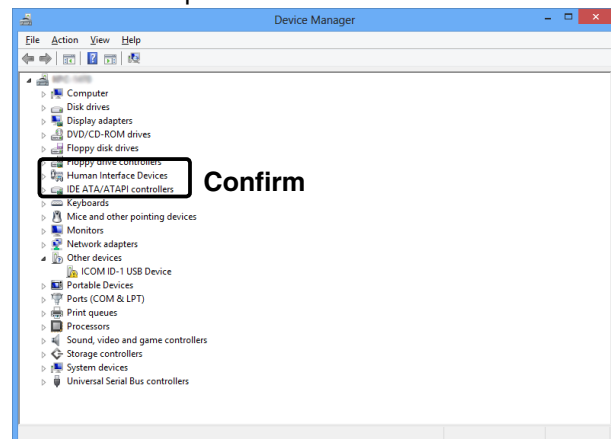 Device Manager
File Action View Help
Computer
Disk drives
Display adapters
DVD/CD-ROM drives
Floppy disk drives
Floppy drive controllers
Human Interface Devices
IDE ATA/ATAPI controllers
Confirm
Keyboards
Mice and other pointing devices
Monitors
Network adapters
Other devices
ICOM ID-1 USB Device
Portable Devices
Ports (COM & LPT)
Print queues
Processors
Sound, video and game controllers
Storage controllers
System devices
Universal Serial Bus controllers